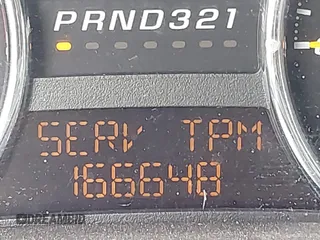 PRND321
SERV TPM
166648
DREAMBID